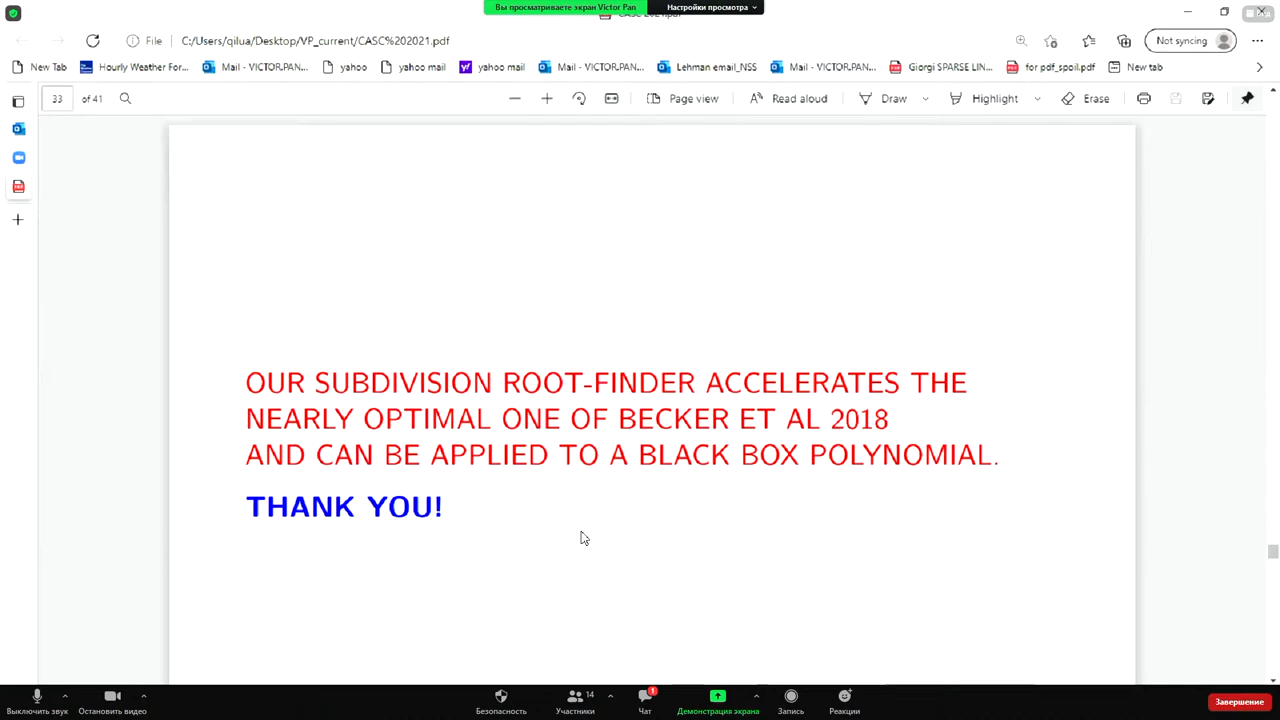 Вы просматриваете экран Victor Pan
Настройки просмотра
File
C:/Users/qilua/Desktop/VP_current/CASC%202021.pdf
Not syncing
New Tab
Hourly Weather For...
Mail - VICTOR.PAN...
yahoo
yahoo mail
yahoo mail
Mail - VICTOR.PAN...
Lehman email_NSS
Mail - VICTOR.PAN...
Giorgi SPARSE LIN...
for pdf_spoil.pdf
New tab
33 of 41
Page view
Read aloud
Draw
Highlight
Erase
OUR SUBDIVISION ROOT-FINDER ACCELERATES THE
NEARLY OPTIMAL ONE OF BECKER ET AL 2018
AND CAN BE APPLIED TO A BLACK BOX POLYNOMIAL.
THANK YOU!
Выключить звук
Остановить видео
Безопасность
14
Участники
1
Чат
Демонстрация экрана
Запись
Реакции
Завершение